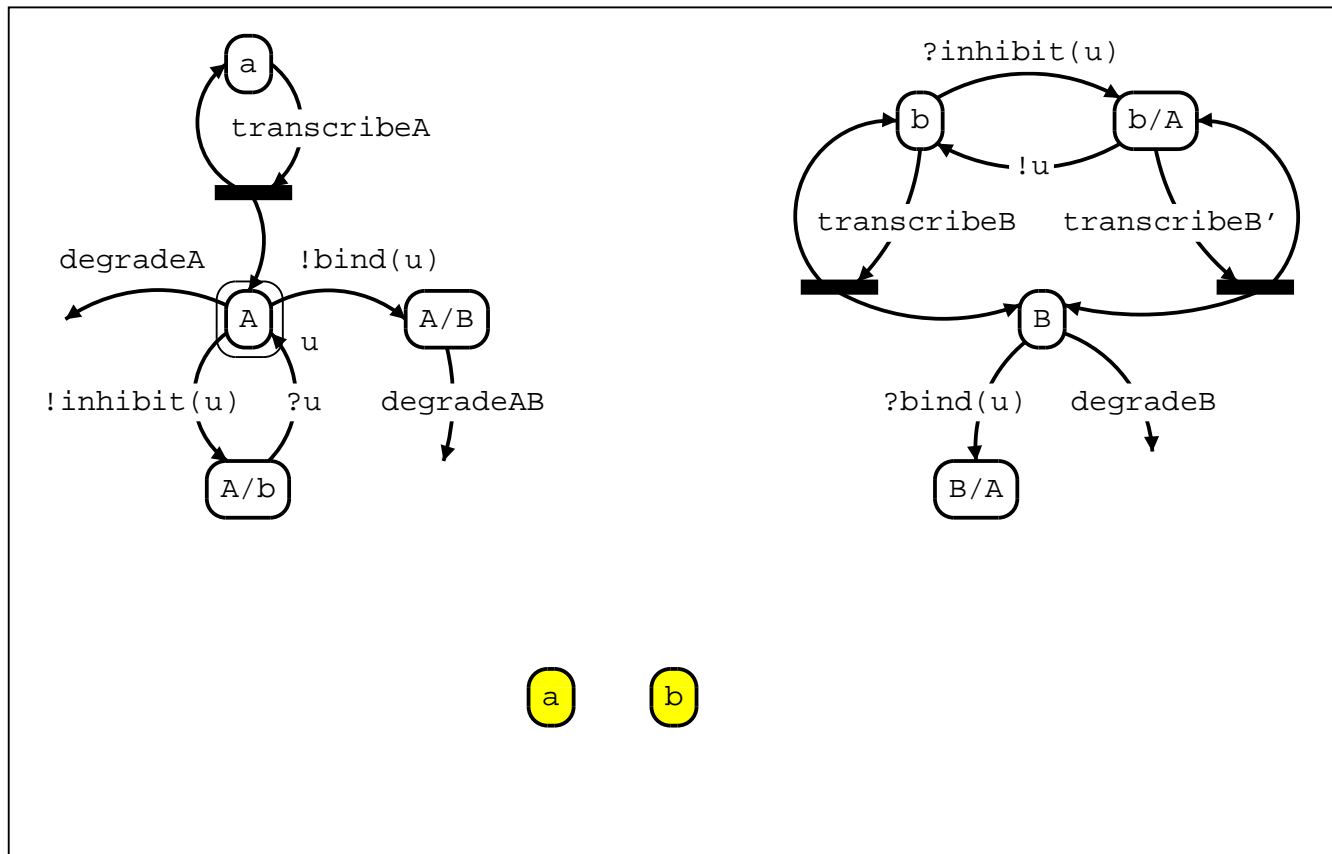 a
?inhibit(u)
b
b/A
transcribeA
!u
transcribeB
transcribeB’
degradeA
!bind(u)
A
A/B
B
u
!inhibit(u)
?u
degradeAB
?bind(u)
degradeB
A/b
B/A
a
b